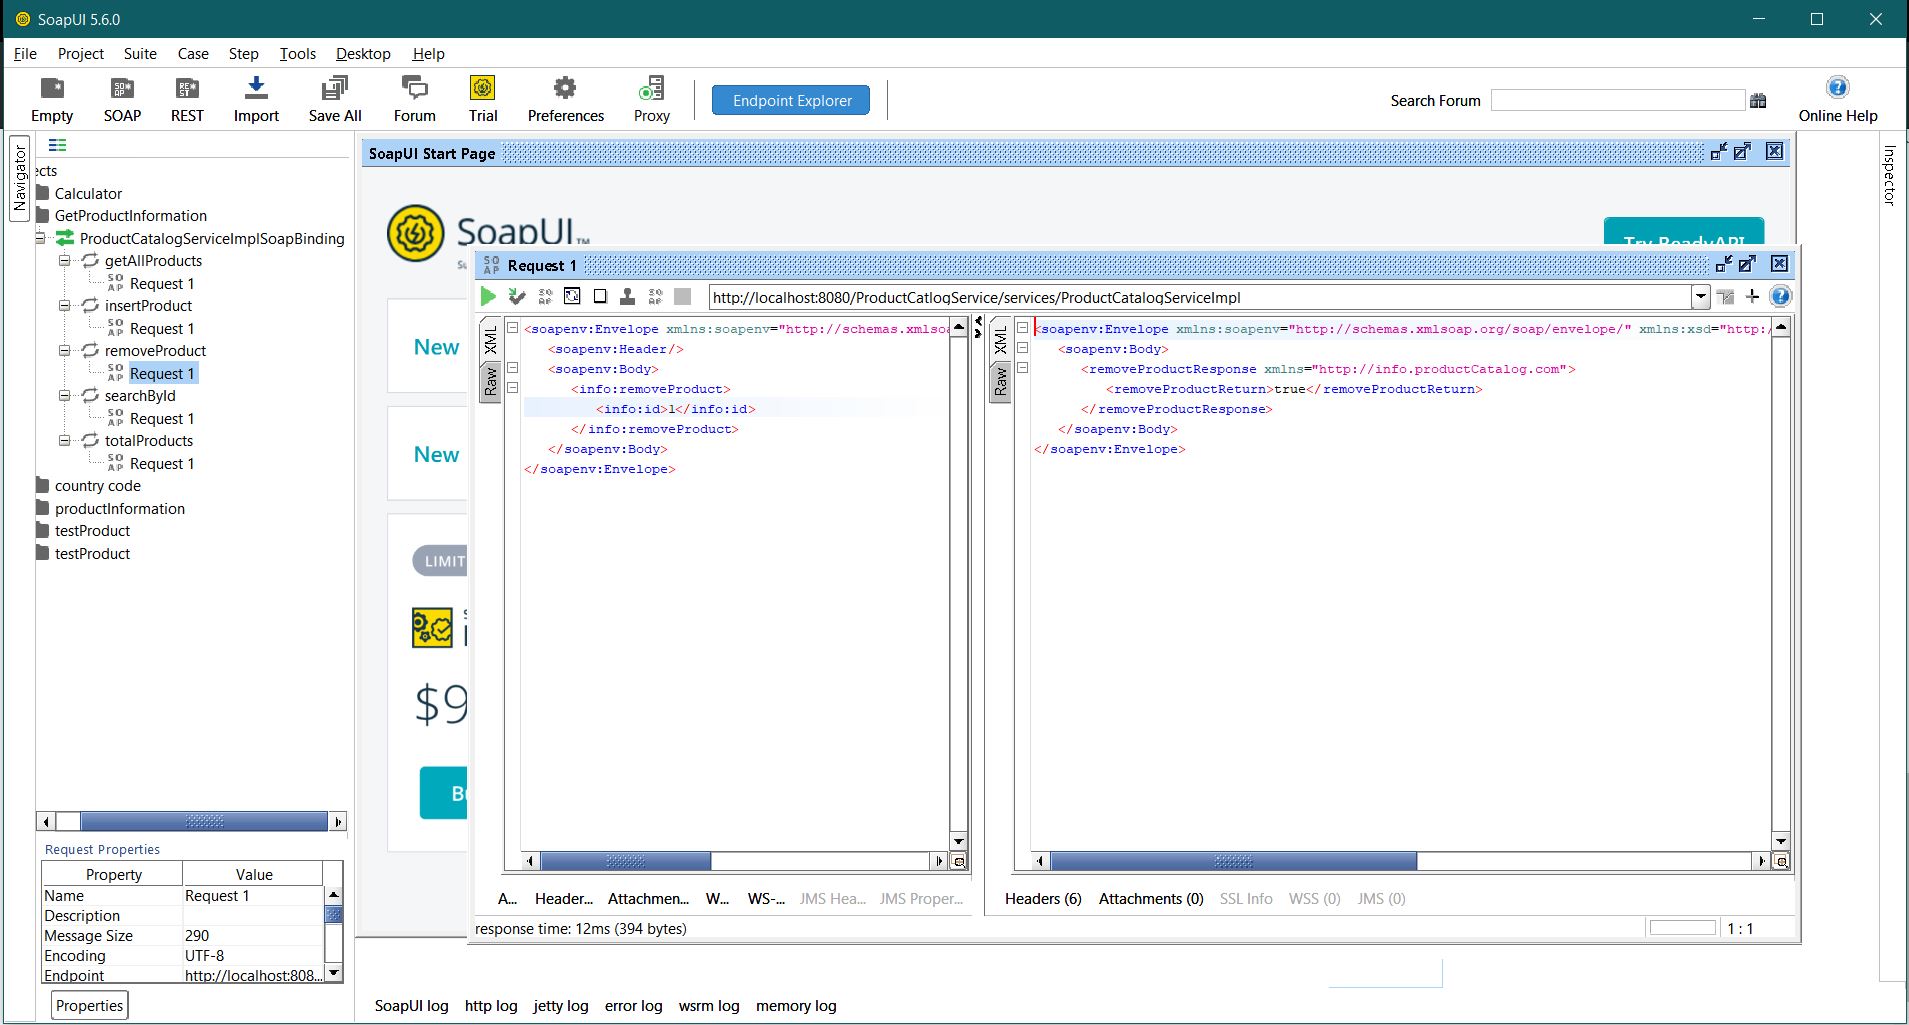 SoapUI 5.6.0
File Project Suite Case Step Tools Desktop Help
Empty SOAP REST Import Save All Forum Trial Preferences Proxy
Endpoint Explorer
Search Forum
Online Help
Navigator
ects
Calculator
GetProductInformation
ProductCatalogServiceImplSoapBinding
getAllProducts
Request 1
insertProduct
Request 1
removeProduct
Request 1
searchById
Request 1
totalProducts
Request 1
country code
productInformation
testProduct
testProduct
Request Properties
Property Value
Name Request 1
Description
Message Size 290
Encoding UTF-8
Endpoint http://localhost:808...
Properties
SoapUI Start Page
SoapUI™
Try ReadyAPI
New
New
LIMIT
$9
Request 1
http://localhost:8080/ProductCatlogService/services/ProductCatalogServiceImpl
XML
Raw
<soapenv:Envelope xmlns:soapenv="http://schemas.xmlsoa
<soapenv:Header/>
<soapenv:Body>
<info:removeProduct>
<info:id>1</info:id>
</info:removeProduct>
</soapenv:Body>
</soapenv:Envelope>
XML
Raw
<soapenv:Envelope xmlns:soapenv="http://schemas.xmlsoap.org/soap/envelope/" xmlns:xsd="http:/
<soapenv:Body>
<removeProductResponse xmlns="http://info.productCatalog.com">
<removeProductReturn>true</removeProductReturn>
</removeProductResponse>
</soapenv:Body>
</soapenv:Envelope>
A... Header... Attachmen... W... WS-... JMS Hea... JMS Proper...
Headers (6) Attachments (0) SSL Info WSS (0) JMS (0)
response time: 12ms (394 bytes)
1 : 1
Inspector
SoapUI log http log jetty log error log wsrm log memory log